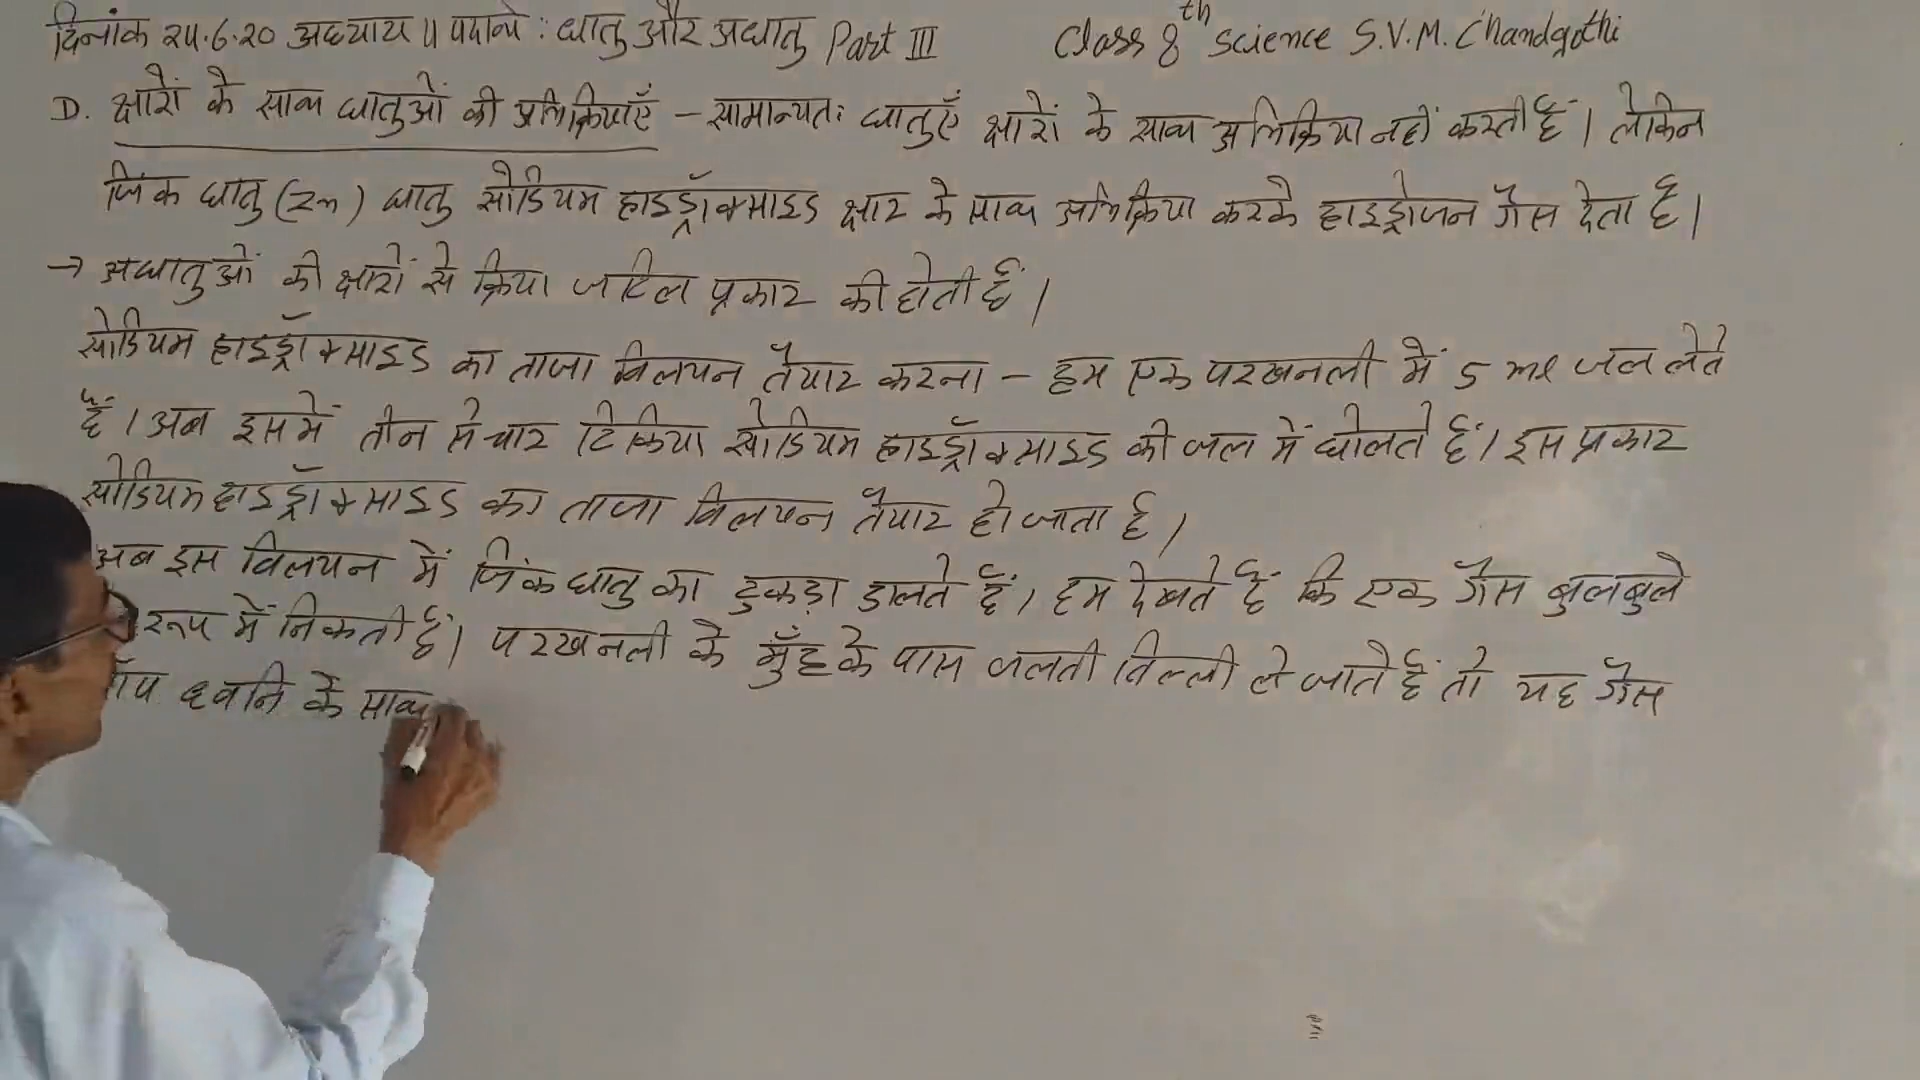 दिनांक 24.6.20 अध्याय 4 पदार्थ : धातु और अधातु Part III Class 8th Science S.V.M. Chandgothi
D. क्षारों के साथ धातुओं की अभिक्रियाएँ – सामान्यतः धातुएँ क्षारों के साथ अभिक्रिया नहीं करती हैं। लेकिन
जिंक धातु (Zn) धातु सोडियम हाइड्रॉक्साइड क्षार के साथ अभिक्रिया करके हाइड्रोजन गैस देता है।
→ अधातुओं की क्षारों से क्रिया जटिल प्रकार की होती हैं।
सोडियम हाइड्रॉक्साइड का ताजा विलयन तैयार करना – हम एक परखनली में 5 ml जल लेते
हैं। अब इसमें तीन से चार टिकिया सोडियम हाइड्रॉक्साइड की जल में घोलते हैं। इस प्रकार
सोडियम हाइड्रॉक्साइड का ताजा विलयन तैयार हो जाता है।
अब इस विलयन में जिंक धातु का टुकड़ा डालते हैं। हम देखते हैं कि एक गैस बुलबुले
रूप में निकती हैं। परखनली के मुँह के पास जलती तिल्ली ले जाते हैं तो यह गैस
ध्वनि के साथ